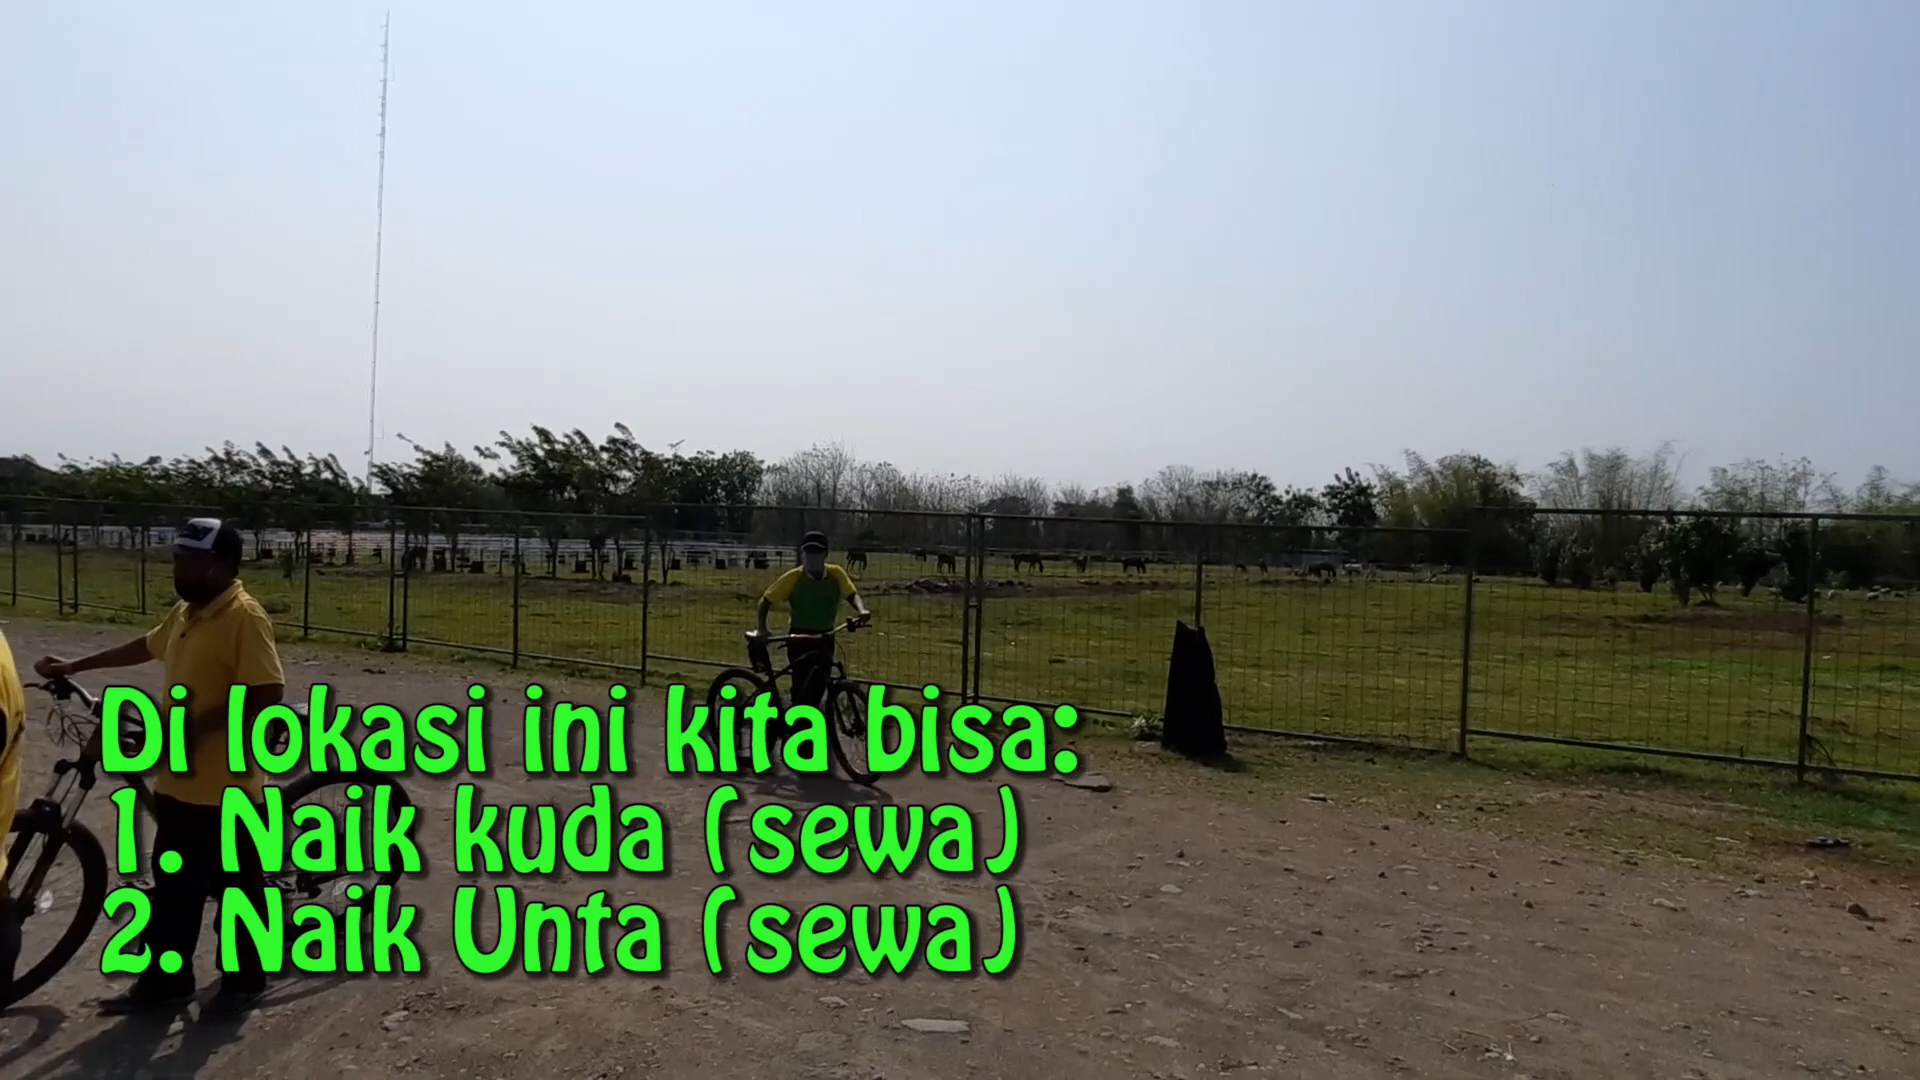 Di lokasi ini kita bisa:
1. Naik kuda (sewa)
2. Naik Unta (sewa)